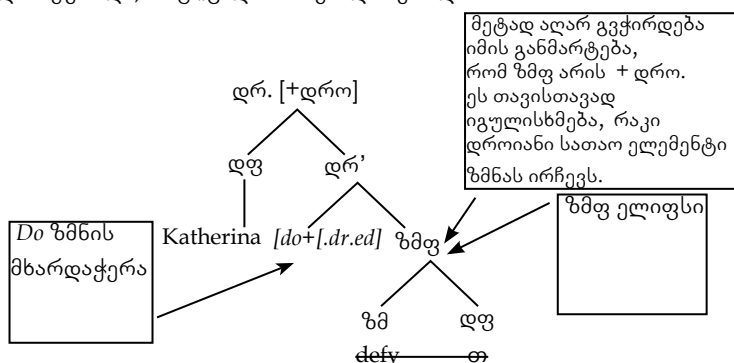 მეტად აღარ გვჭირდება
იმის განმარტება,
რომ ზმფ არის + დრო.
ეს თავისთავად
იგულისხმება, რაკი
დროიანი სათაო ელემენტი
ზმნას ირჩევს.
დრ. [+დრო]
დფ დრ’
ზმფ ელიფსი
Do ზმნის
მხარდაჭერა
Katherina [do+[.dr.ed] ზმფ
ზმ დფ
defy თ